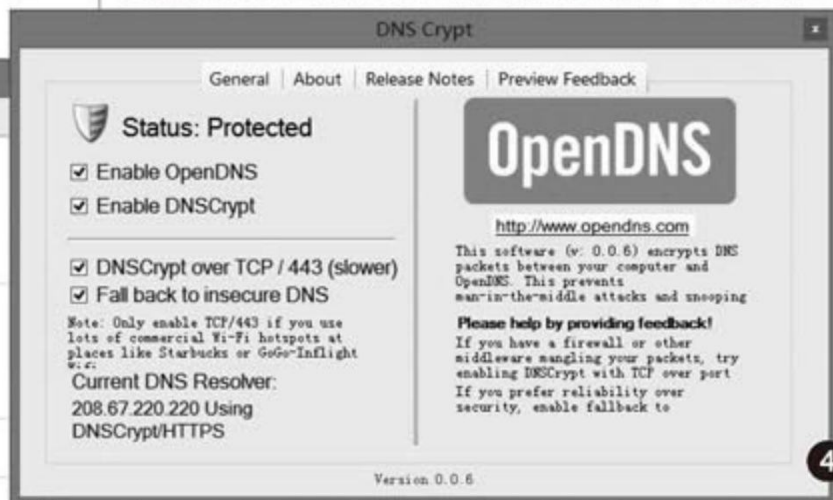 DNS Crypt
x
General | About | Release Notes | Preview Feedback
Status: Protected
Enable OpenDNS
Enable DNSCrypt
DNSCrypt over TCP / 443 (slower)
Fall back to insecure DNS
Note: Only enable TCP/443 if you use
lots of commercial Wi-Fi hotspots at
places like Starbucks or GoGo-Inflight
Current DNS Resolver:
208.67.220.220 Using
DNSCrypt/HTTPS
OpenDNS
http://www.opendns.com
This software (v: 0.0.6) encrypts DNS
packets between your computer and
OpenDNS. This prevents
man-in-the-middle attacks and snooping
Please help by providing feedback!
If you have a firewall or other
middleware mangling your packets, try
enabling DNSCrypt with TCP over port
If you prefer reliability over
security, enable fallback to
Version 0.0.6
4